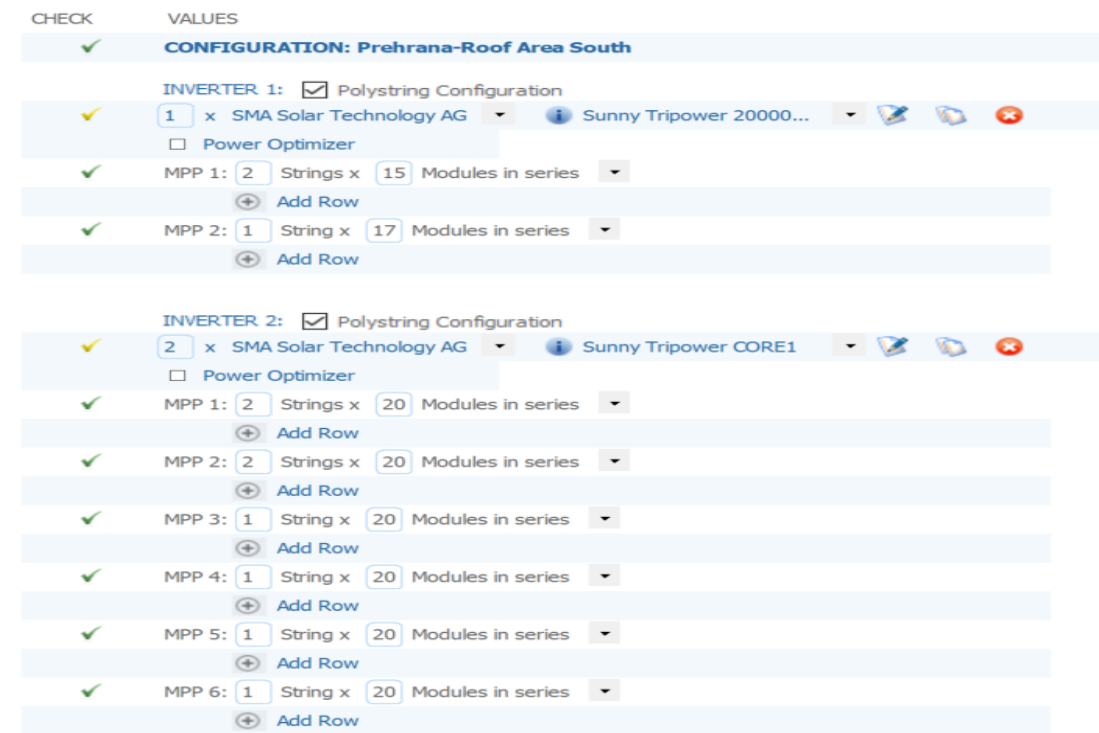 CHECK VALUES
CONFIGURATION: Prehrana-Roof Area South
INVERTER 1: Polystring Configuration
1 x SMA Solar Technology AG Sunny Tripower 20000...
Power Optimizer
MPP 1: 2 Strings x 15 Modules in series
Add Row
MPP 2: 1 String x 17 Modules in series
Add Row
INVERTER 2: Polystring Configuration
2 x SMA Solar Technology AG Sunny Tripower CORE1
Power Optimizer
MPP 1: 2 Strings x 20 Modules in series
Add Row
MPP 2: 2 Strings x 20 Modules in series
Add Row
MPP 3: 1 String x 20 Modules in series
Add Row
MPP 4: 1 String x 20 Modules in series
Add Row
MPP 5: 1 String x 20 Modules in series
Add Row
MPP 6: 1 String x 20 Modules in series
Add Row